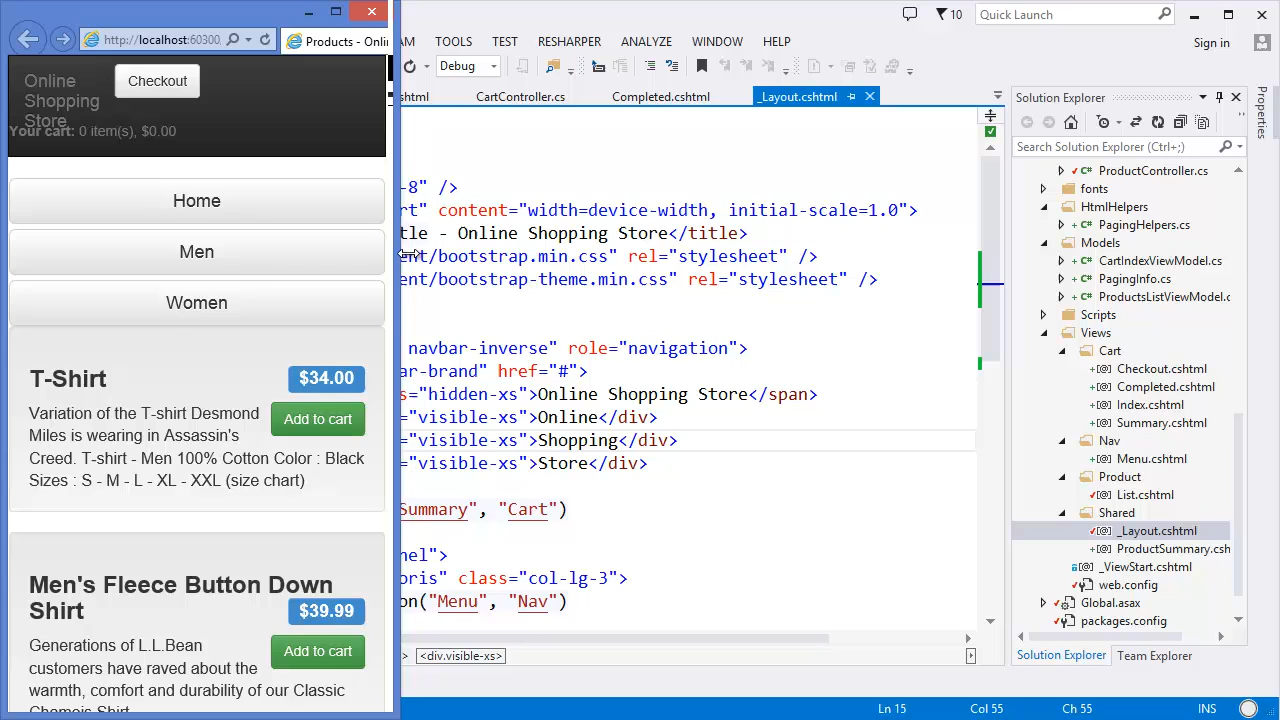 10
Quick Launch
http://localhost:60300
Products - Onli
AM
TOOLS
TEST
RESHARPER
ANALYZE
WINDOW
HELP
Sign in
Debug
Online
Shopping
Store
Checkout
Your cart: 0 item(s), $0.00
Home
Men
Women
T-Shirt
$34.00
Variation of the T-shirt Desmond
Miles is wearing in Assassin's
Creed. T-shirt - Men 100% Cotton Color : Black
Sizes : S - M - L - XL - XXL (size chart)
Add to cart
Men's Fleece Button Down
Shirt
$39.99
Generations of L.L.Bean
customers have raved about the
warmth, comfort and durability of our Classic
Chamois Shirt
Add to cart
shtml
CartController.cs
Completed.cshtml
_Layout.cshtml
-8" />
rt" content="width=device-width, initial-scale=1.0">
tle - Online Shopping Store</title>
ent/bootstrap.min.css" rel="stylesheet" />
ent/bootstrap-theme.min.css" rel="stylesheet" />
navbar-inverse" role="navigation">
ar-brand" href="#">
s="hidden-xs">Online Shopping Store</span>
="visible-xs">Online</div>
="visible-xs">Shopping</div>
="visible-xs">Store</div>
Summary", "Cart")
nel">
oris" class="col-lg-3">
on("Menu", "Nav")
<div.visible-xs>
Solution Explorer
Search Solution Explorer (Ctrl+;)
ProductController.cs
fonts
HtmlHelpers
PagingHelpers.cs
Models
CartIndexViewModel.cs
PagingInfo.cs
ProductsListViewModel.c
Scripts
Views
Cart
Checkout.cshtml
Completed.cshtml
Index.cshtml
Summary.cshtml
Nav
Menu.cshtml
Product
List.cshtml
Shared
_Layout.cshtml
ProductSummary.csh
_ViewStart.cshtml
web.config
Global.asax
packages.config
Solution Explorer
Team Explorer
Properties
Ln 15
Col 55
Ch 55
INS